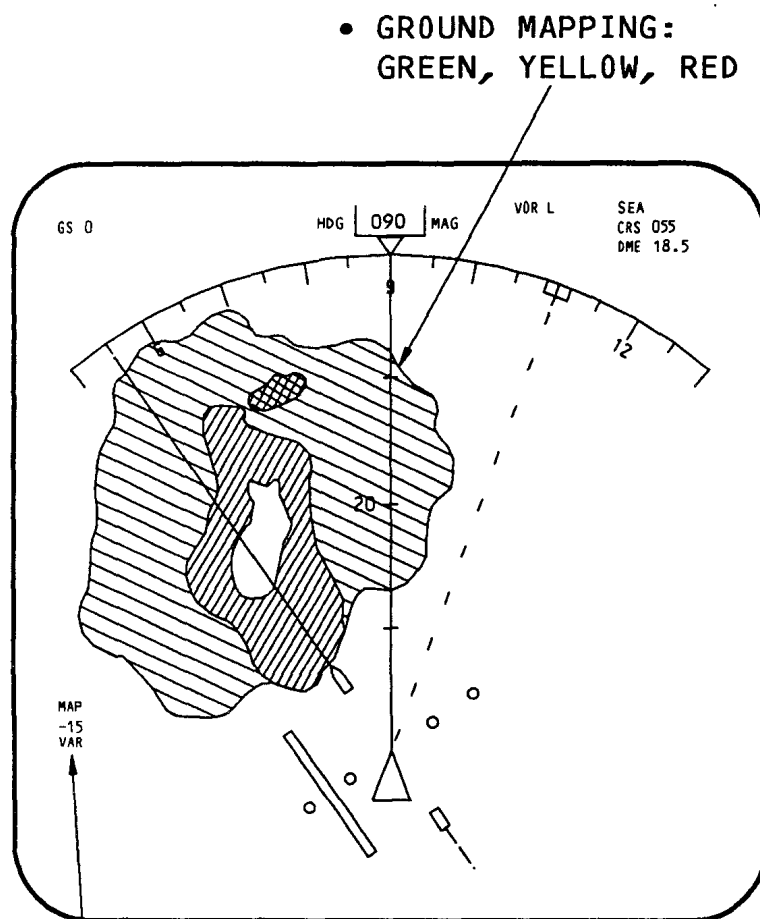 • GROUND MAPPING:
GREEN, YELLOW, RED
GS 0
HDG 090 MAG
VOR L
SEA
CRS 055
DME 18.5
9
12
20
MAP
-15
VAR